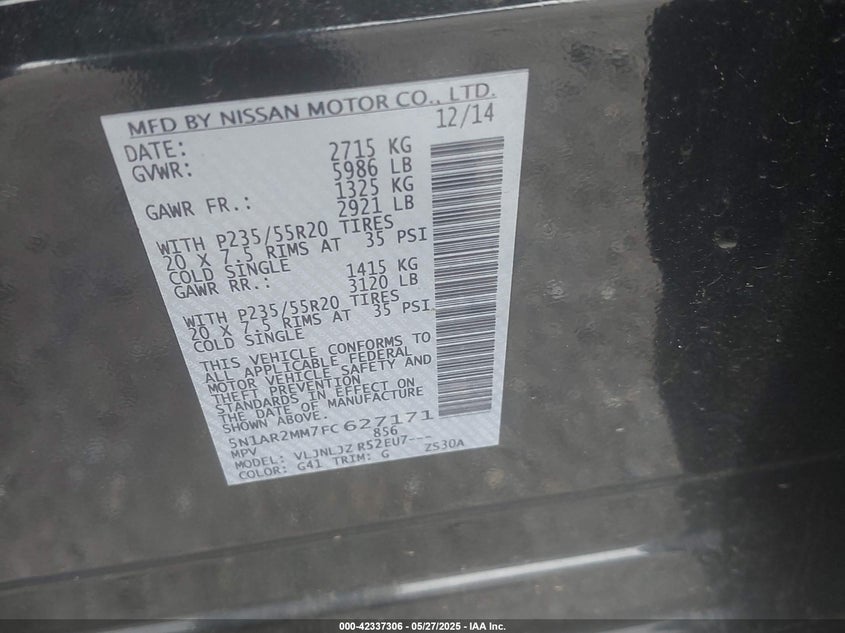 MFD BY NISSAN MOTOR CO., LTD.
DATE: 12/14
GVWR: 2715 KG
5986 LB
GAWR FR.: 1325 KG
2921 LB
WITH P235/55R20 TIRES
20 X 7.5 RIMS AT 35 PSI
COLD SINGLE
GAWR RR.: 1415 KG
3120 LB
WITH P235/55R20 TIRES
20 X 7.5 RIMS AT 35 PSI
COLD SINGLE
THIS VEHICLE CONFORMS TO
ALL APPLICABLE FEDERAL
MOTOR VEHICLE SAFETY AND
THEFT PREVENTION
STANDARDS IN EFFECT ON
THE DATE OF MANUFACTURE
SHOWN ABOVE.
5N1AR2MM7FC627171
MPV 856
MODEL: VLJNLJZ R52EU7---
COLOR: G41 TRIM: G Z530A
000-42337306 — 05/27/2025 — IAA Inc.